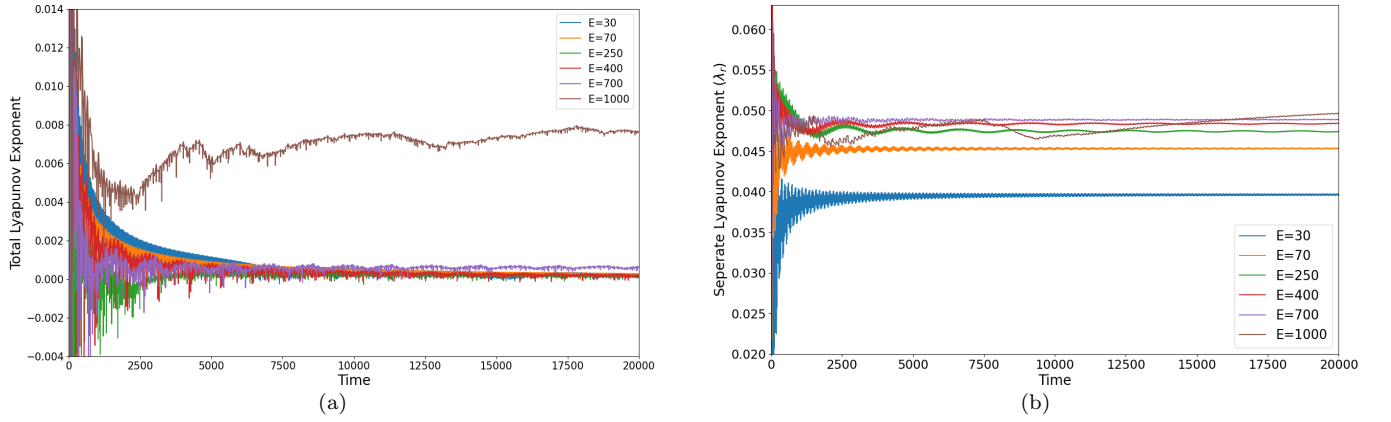 0.014
0.012
0.010
0.008
0.006
0.004
0.002
0.000
−0.002
−0.004
Total Lyapunov Exponent
0 2500 5000 7500 10000 12500 15000 17500 20000
Time
E=30
E=70
E=250
E=400
E=700
E=1000
(a)
0.060
0.055
0.050
0.045
0.040
0.035
0.030
0.025
0.020
Seperate Lyapunov Exponent (λr)
0 2500 5000 7500 10000 12500 15000 17500 20000
Time
E=30
E=70
E=250
E=400
E=700
E=1000
(b)